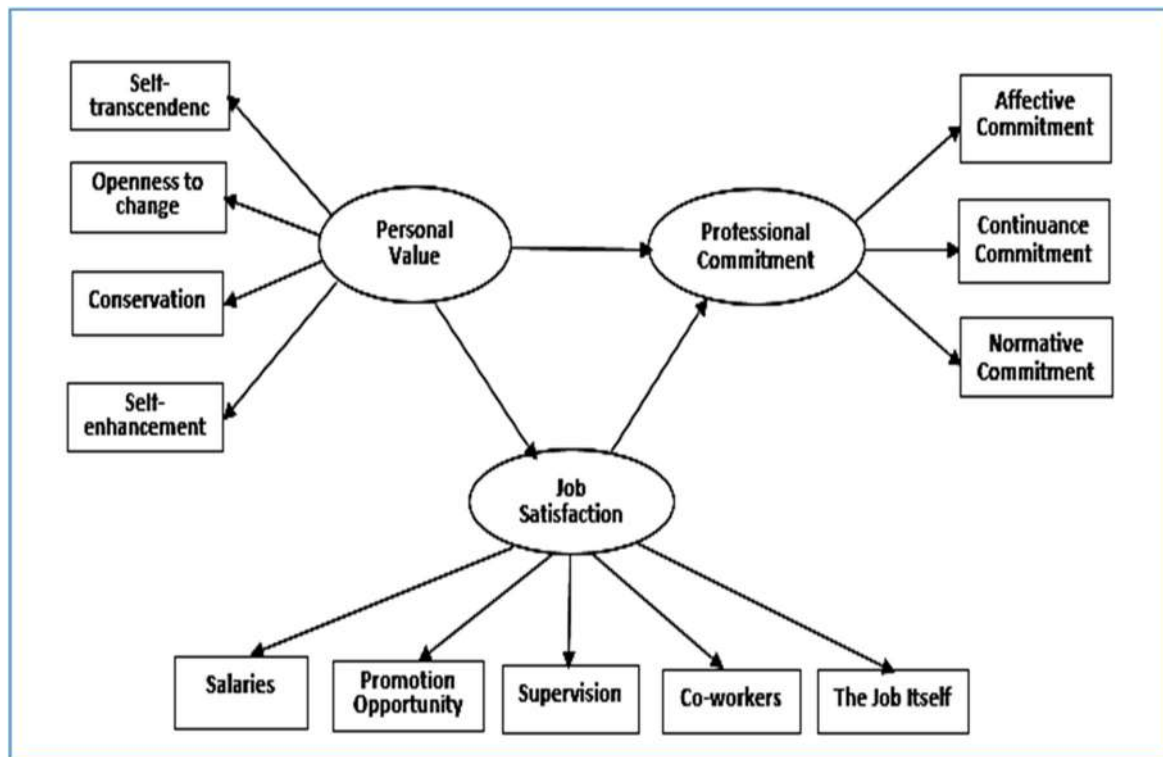 Self-
transcendenc
Openness to
change
Conservation
Self-
enhancement
Personal
Value
Professional
Commitment
Affective
Commitment
Continuance
Commitment
Normative
Commitment
Job
Satisfaction
Salaries
Promotion
Opportunity
Supervision
Co-workers
The Job Itself